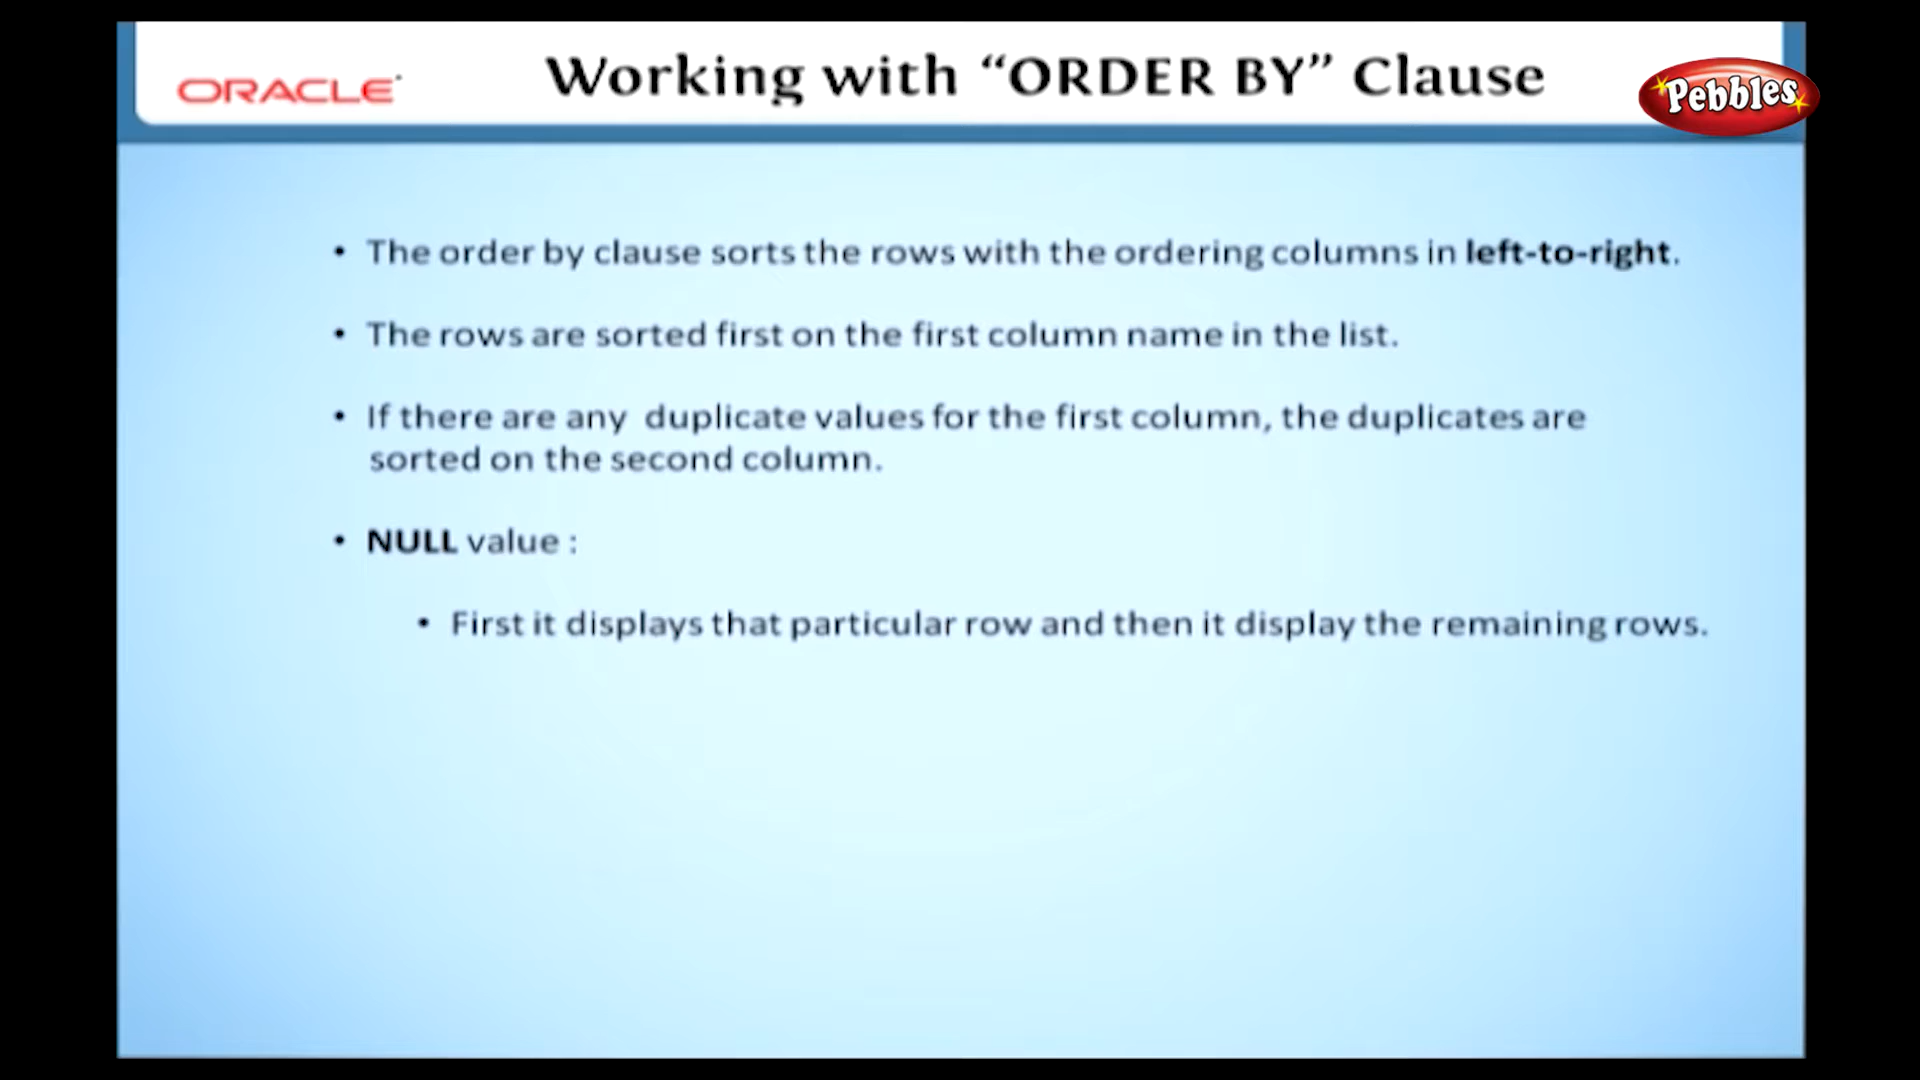 ORACLE
Working with “ORDER BY” Clause
Pebbles
• The order by clause sorts the rows with the ordering columns in left-to-right.
• The rows are sorted first on the first column name in the list.
• If there are any duplicate values for the first column, the duplicates are
sorted on the second column.
• NULL value :
• First it displays that particular row and then it display the remaining rows.